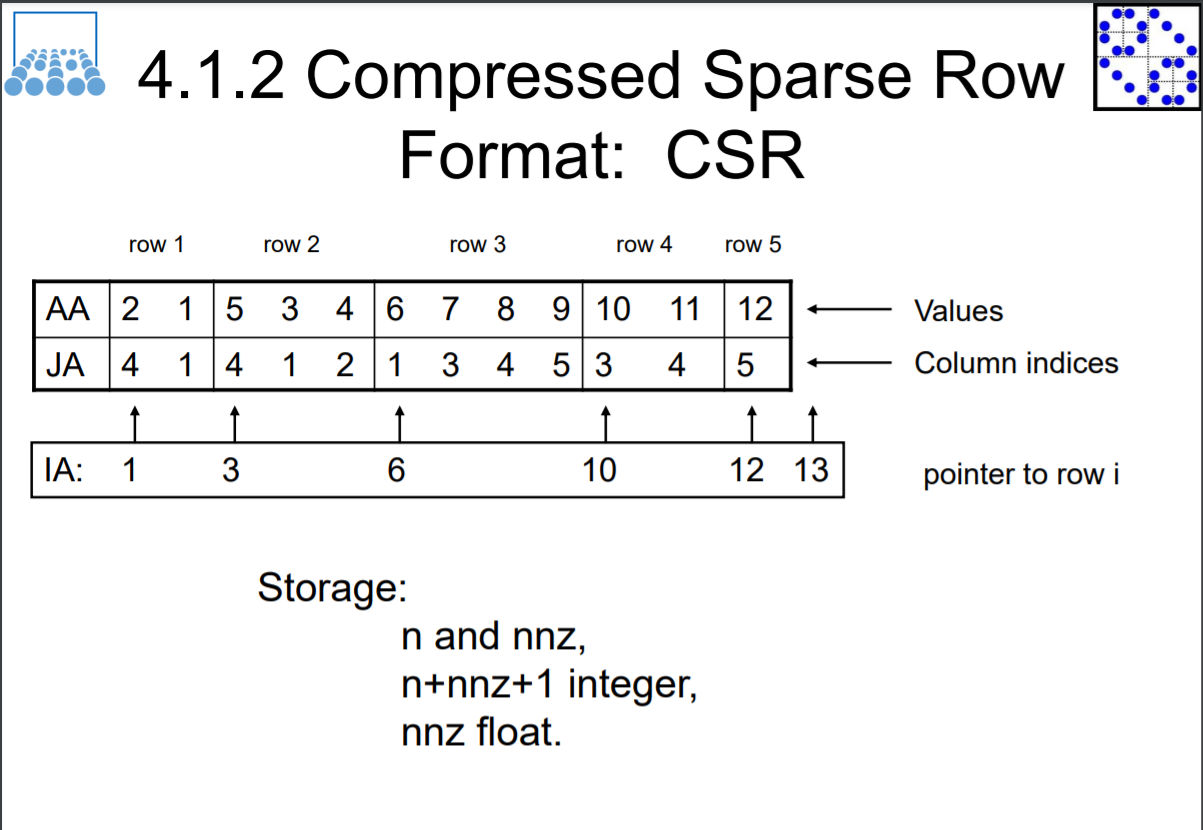 4.1.2 Compressed Sparse Row
Format: CSR
row 1 row 2 row 3 row 4 row 5
AA 2 1 5 3 4 6 7 8 9 10 11 12 Values
JA 4 1 4 1 2 1 3 4 5 3 4 5 Column indices
IA: 1 3 6 10 12 13 pointer to row i
Storage:
n and nnz,
n+nnz+1 integer,
nnz float.